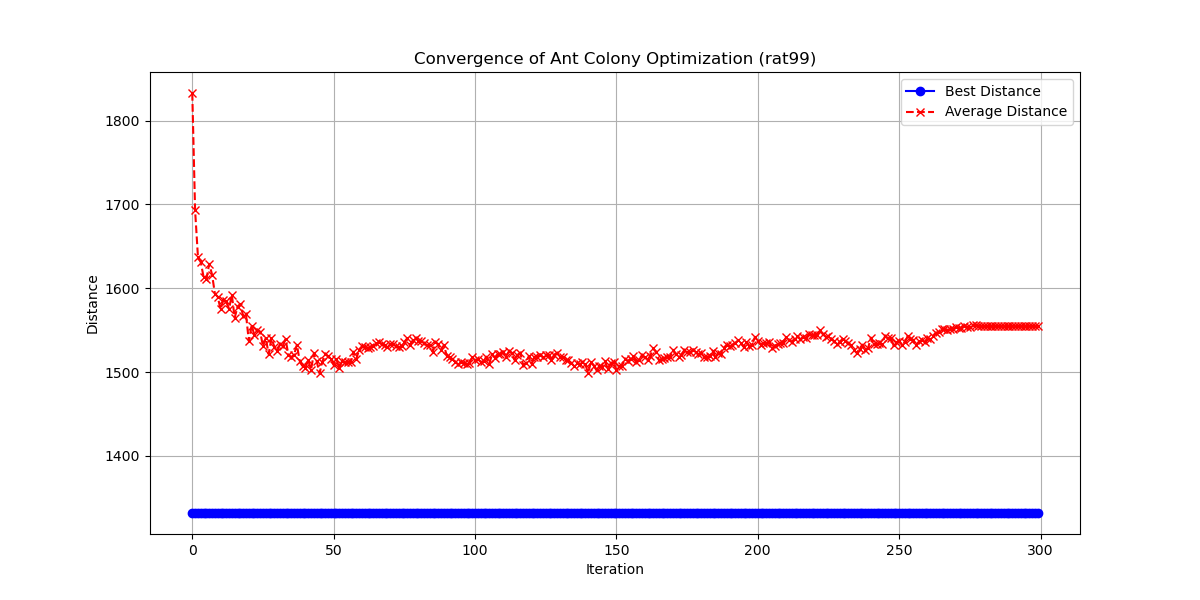 Convergence of Ant Colony Optimization (rat99)
Best Distance
Average Distance
1800
1700
1600
1500
1400
Distance
0 50 100 150 200 250 300
Iteration